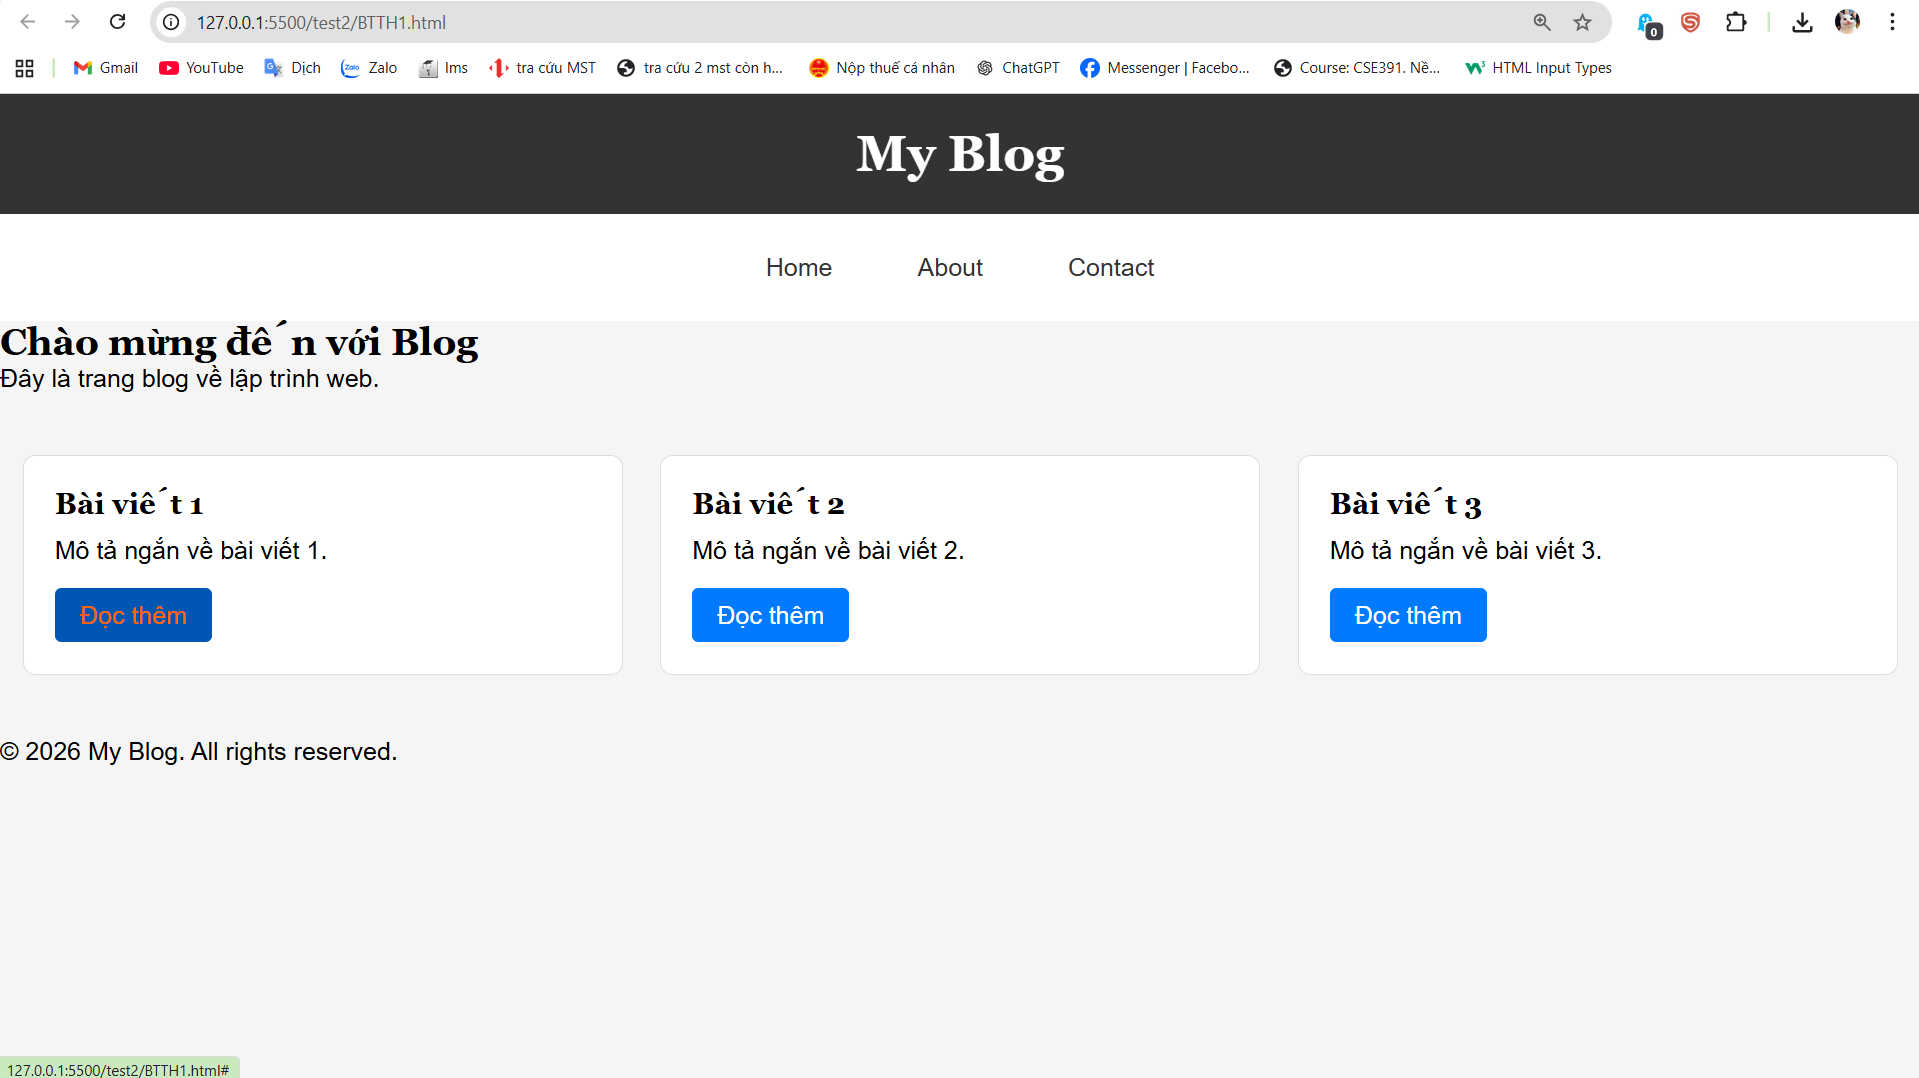 127.0.0.1:5500/test2/BTTH1.html
0
Gmail YouTube Dịch Zalo Ims tra cứu MST tra cứu 2 mst còn h... Nộp thuế cá nhân ChatGPT Messenger | Facebo... Course: CSE391. Nề... HTML Input Types
My Blog
Home About Contact
Chào mừng đến với Blog
Đây là trang blog về lập trình web.
Bài viết 1
Mô tả ngắn về bài viết 1.
Đọc thêm
Bài viết 2
Mô tả ngắn về bài viết 2.
Đọc thêm
Bài viết 3
Mô tả ngắn về bài viết 3.
Đọc thêm
© 2026 My Blog. All rights reserved.
127.0.0.1:5500/test2/BTTH1.html#